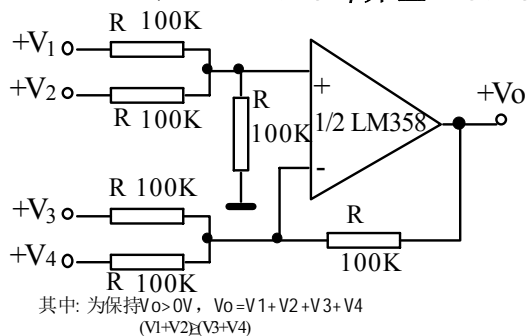 R 100K
+V1
+V2
R 100K
R
100K
+
1/2 LM358
-
+Vo
R 100K
+V3
+V4
R 100K
R
100K
其中: 为保持Vo>0V, Vo=V1+V2+V3+V4
(V1+V2)≧(V3+V4)